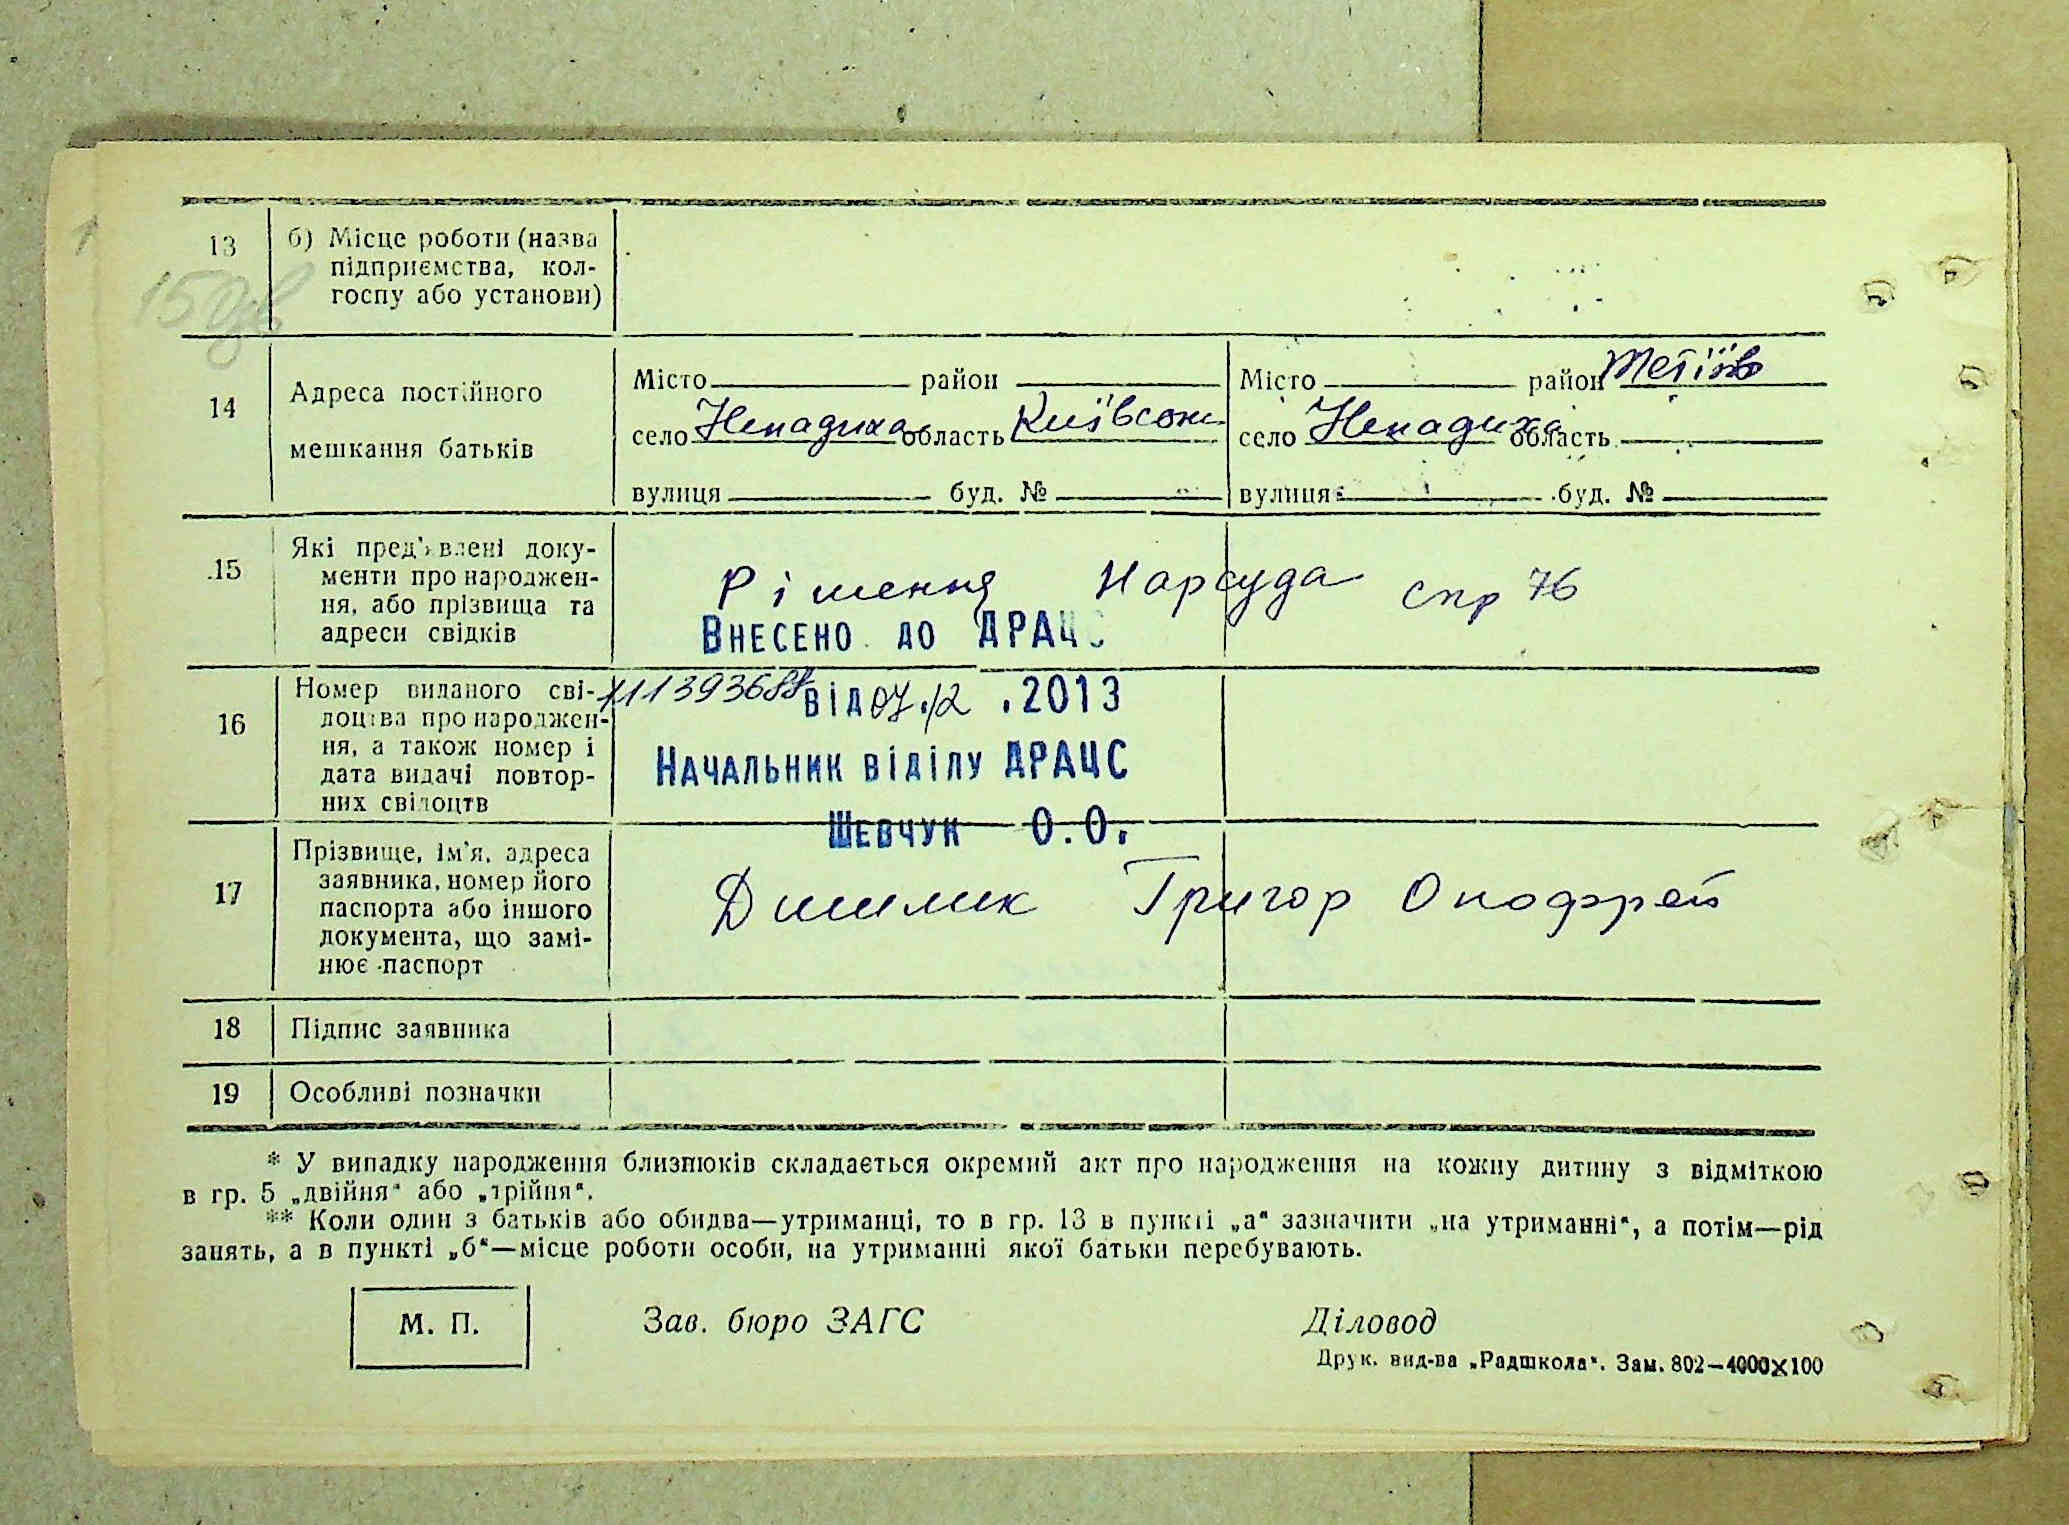 13
б) Місце роботи (назва
підприємства, кол-
госпу або установи)
14
Адреса постійного
мешкання батьків
Місто район
село Ненадиха область Київськ
вулиця буд. №
Місто район Тетіїв
село Ненадиха область
вулиця буд. №
15
Які пред'явлені доку-
менти про народжен-
ня, або прізвища та
адреси свідків
Рішення Нарсуда спр 76
Внесено до ДРАЦС
16
Номер виданого сві-
доцтва про народжен-
ня, а також номер і
дата видачі повтор-
них свідоцтв
від 07.12.2013
Начальник відділу ДРАЦС
Шевчук О.О.
17
Прізвище, ім'я, адреса
заявника, номер його
паспорта або іншого
документа, що замі-
нює паспорт
Григор Онофрей
18
Підпис заявника
19
Особливі позначки
* У випадку народження близнюків складається окремий акт про народження на кожну дитину з відміткою
в гр. 5 „двійня“ або „трійня“.
** Коли один з батьків або обидва—утриманці, то в гр. 13 в пункті „а“ зазначити „на утриманні“, а потім—рід
занять, а в пункті „б“—місце роботи особи, на утриманні якої батьки перебувають.
М. П.
Зав. бюро ЗАГС
Діловод
Друк. вид-ва „Радшкола“. Зам. 802—4000×100